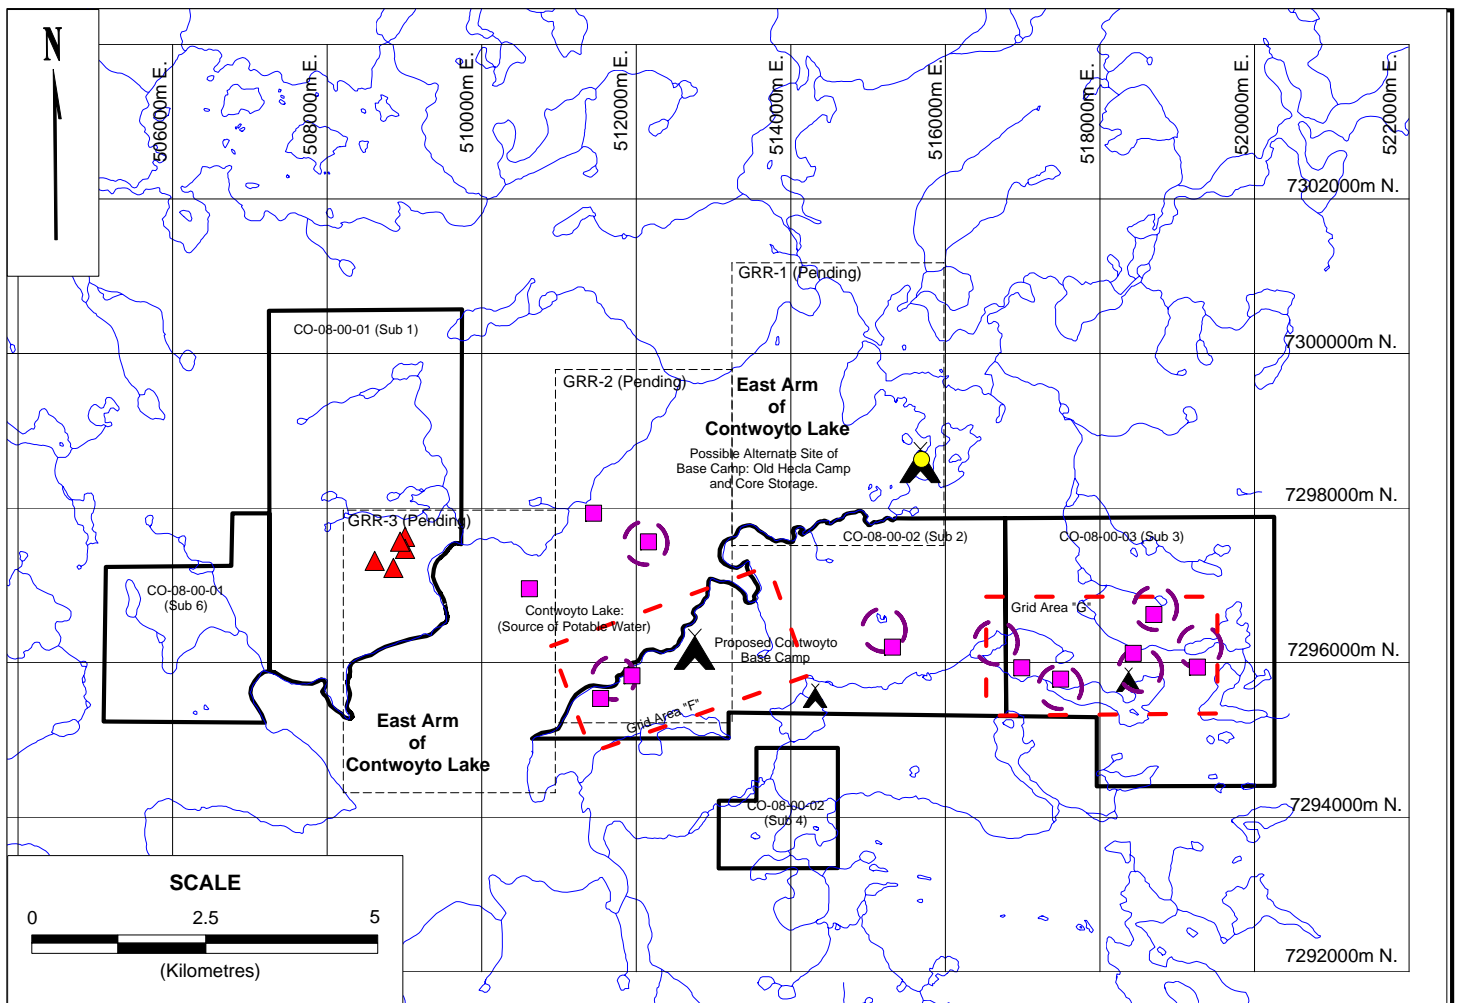 N
506000m E.
508000m E.
510000m E.
512000m E.
514000m E.
516000m E.
518000m E.
520000m E.
522000m E.
7302000m N.
GRR-1 (Pending)
CO-08-00-01 (Sub 1)
7300000m N.
GRR-2 (Pending)
East Arm
of
Contwoyto Lake
Possible Alternate Site of
Base Camp: Old Hecla Camp
and Core Storage.
7298000m N.
GRR-3 (Pending)
CO-08-00-02 (Sub 2)
CO-08-00-03 (Sub 3)
CO-08-00-01
(Sub 6)
Contwoyto Lake:
(Source of Potable Water)
Grid Area "G"
Proposed Contwoyto
Base Camp
7296000m N.
Grid Area "F"
East Arm
of
Contwoyto Lake
CO-08-00-02
(Sub 4)
7294000m N.
SCALE
0 2.5 5
(Kilometres)
7292000m N.